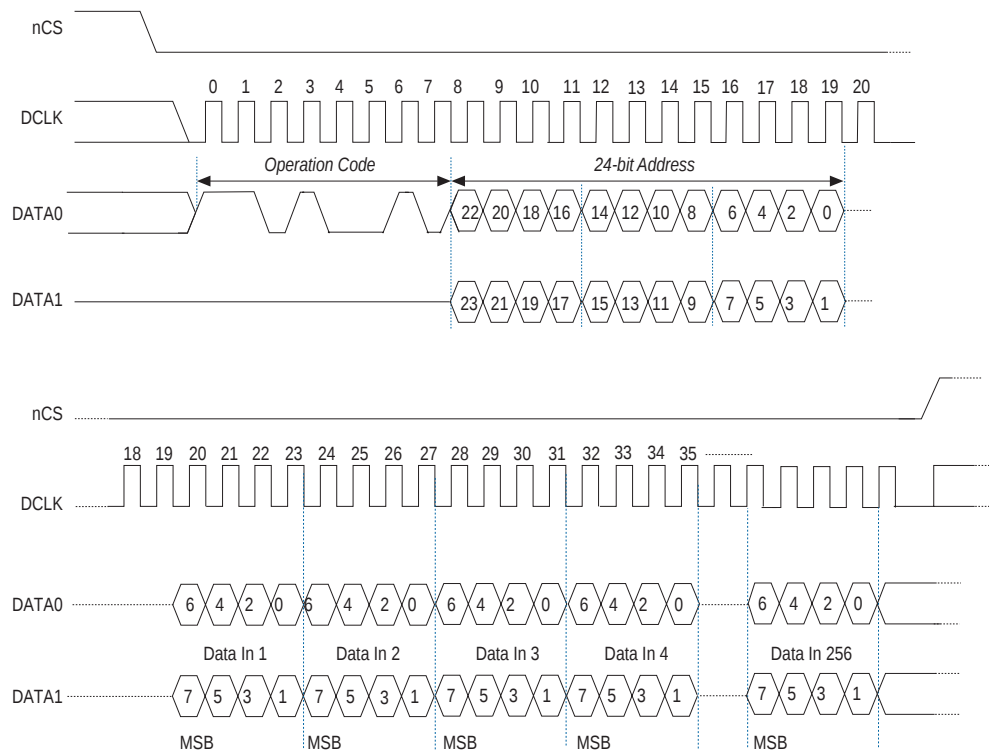 nCS
0 1 2 3 4 5 6 7 8 9 10 11 12 13 14 15 16 17 18 19 20
DCLK
Operation Code 24-bit Address
DATA0 22 20 18 16 14 12 10 8 6 4 2 0
DATA1 23 21 19 17 15 13 11 9 7 5 3 1
nCS
18 19 20 21 22 23 24 25 26 27 28 29 30 31 32 33 34 35
DCLK
DATA0 6 4 2 0 6 4 2 0 6 4 2 0 6 4 2 0 6 4 2 0
Data In 1 Data In 2 Data In 3 Data In 4 Data In 256
DATA1 7 5 3 1 7 5 3 1 7 5 3 1 7 5 3 1 7 5 3 1
MSB MSB MSB MSB MSB